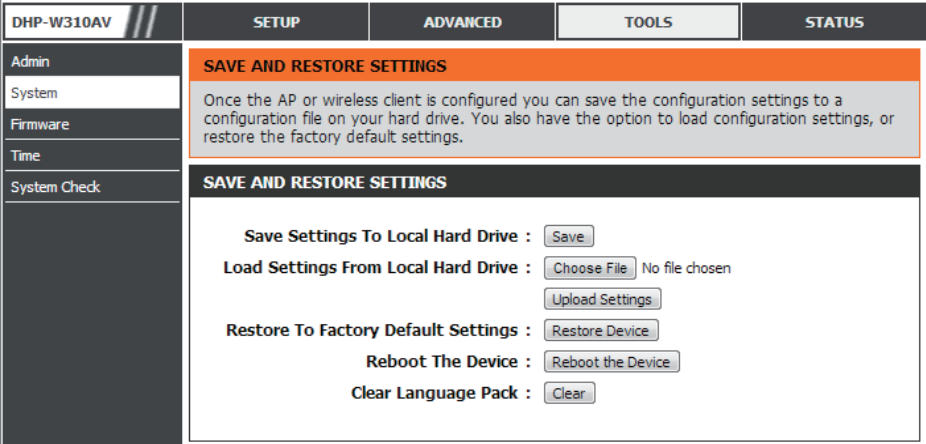 DHP-W310AV SETUP ADVANCED TOOLS STATUS
Admin
System
Firmware
Time
System Check
SAVE AND RESTORE SETTINGS
Once the AP or wireless client is configured you can save the configuration settings to a
configuration file on your hard drive. You also have the option to load configuration settings, or
restore the factory default settings.
SAVE AND RESTORE SETTINGS
Save Settings To Local Hard Drive : Save
Load Settings From Local Hard Drive : Choose File No file chosen
Upload Settings
Restore To Factory Default Settings : Restore Device
Reboot The Device : Reboot the Device
Clear Language Pack : Clear